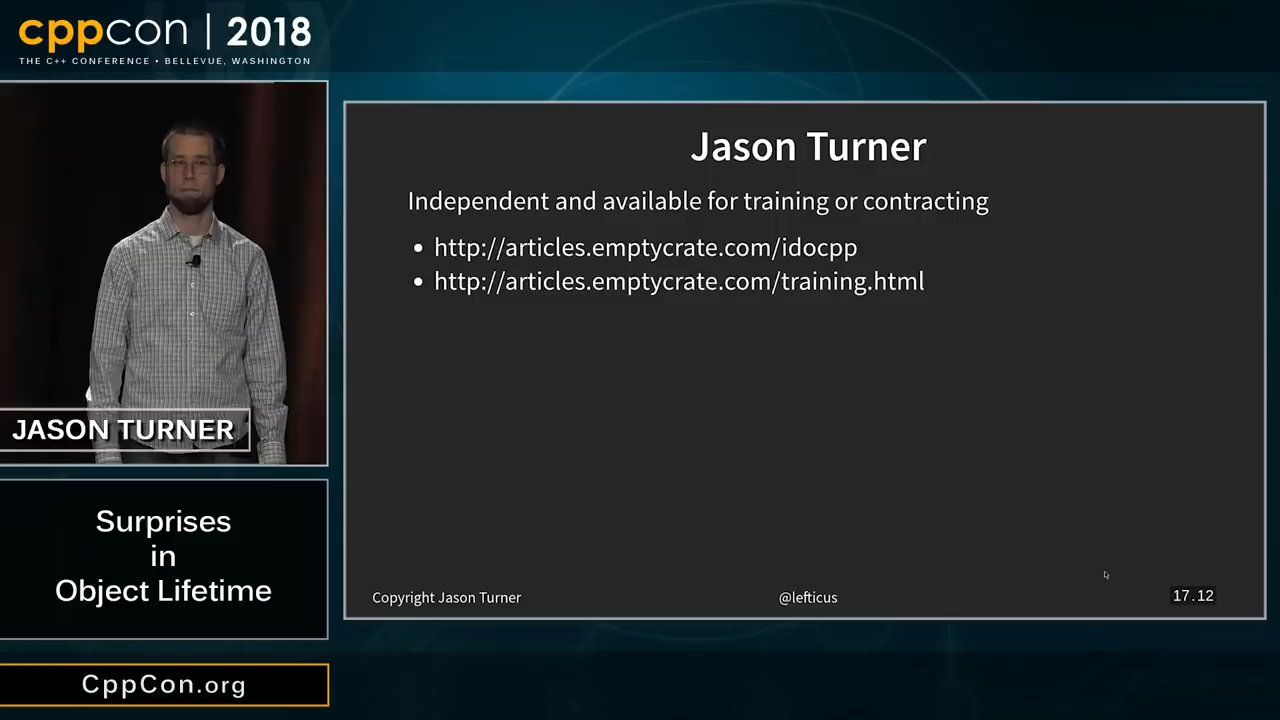 cppcon | 2018
THE C++ CONFERENCE • BELLEVUE, WASHINGTON
JASON TURNER
Surprises
in
Object Lifetime
CppCon.org
Jason Turner
Independent and available for training or contracting
• http://articles.emptycrate.com/idocpp
• http://articles.emptycrate.com/training.html
Copyright Jason Turner
@lefticus
17.12